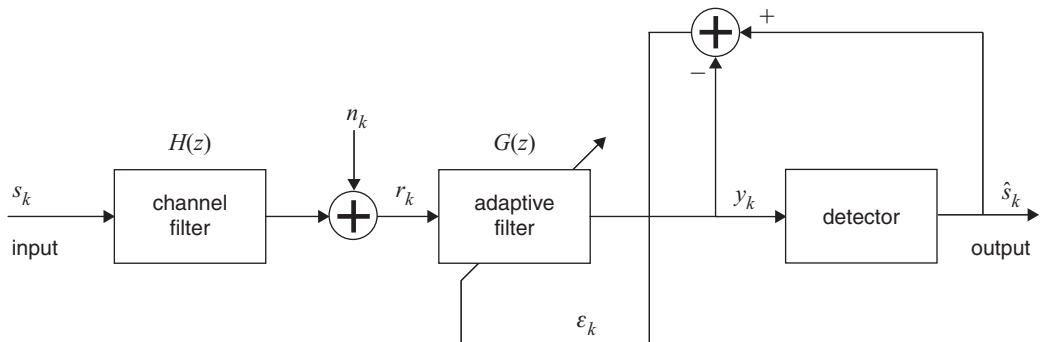 +
−
n_k
H(z)
G(z)
s_k
channel
filter
r_k
adaptive
filter
y_k
detector
ŝ_k
input
output
ε_k